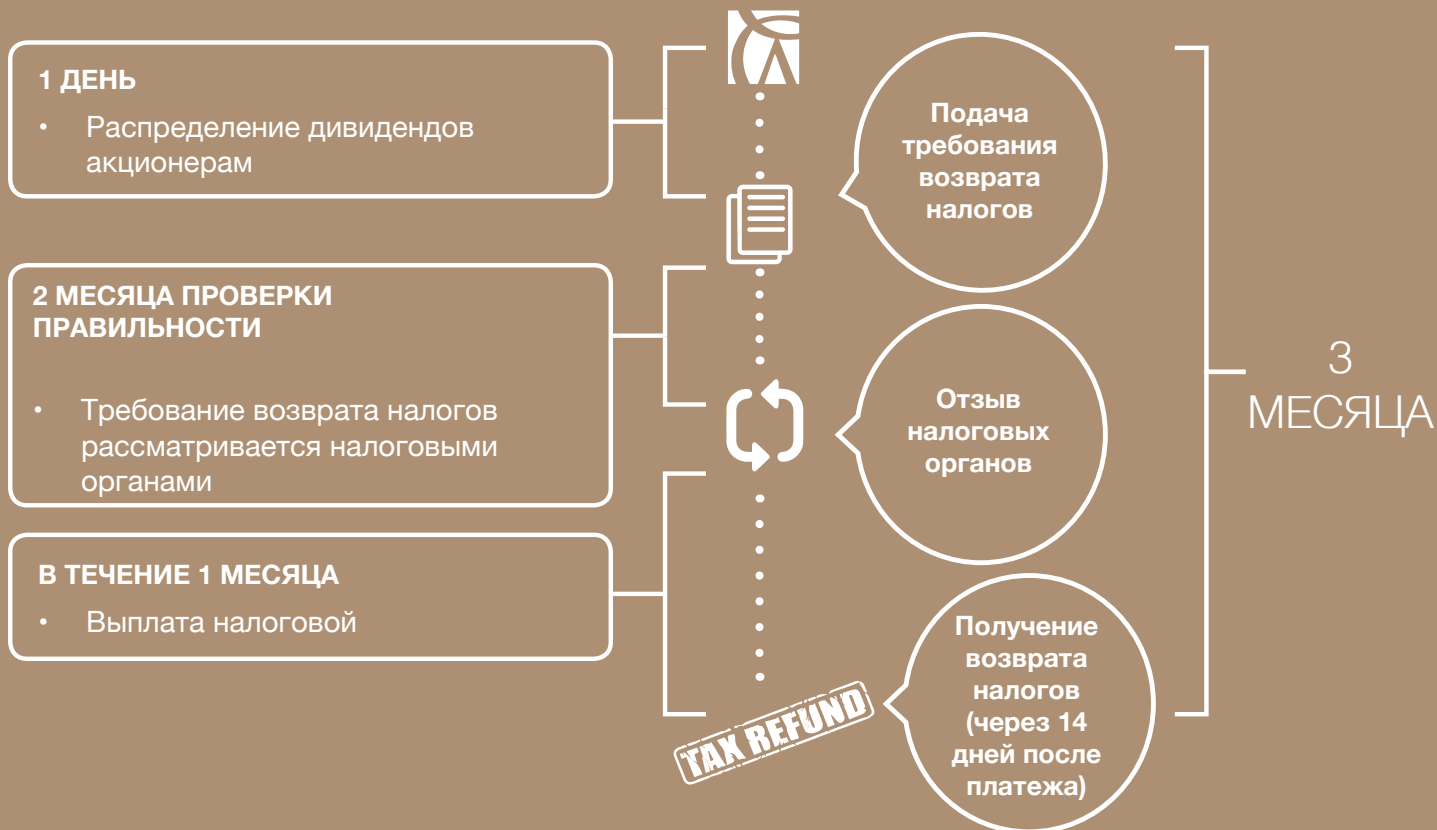 1 ДЕНЬ
• Распределение дивидендов
акционерам
Подача
требования
возврата
налогов
2 МЕСЯЦА ПРОВЕРКИ
ПРАВИЛЬНОСТИ
• Требование возврата налогов
рассматривается налоговыми
органами
Отзыв
налоговых
органов
3
МЕСЯЦА
В ТЕЧЕНИЕ 1 МЕСЯЦА
• Выплата налоговой
Получение
возврата
налогов
(через 14
дней после
платежа)
TAX REFUND